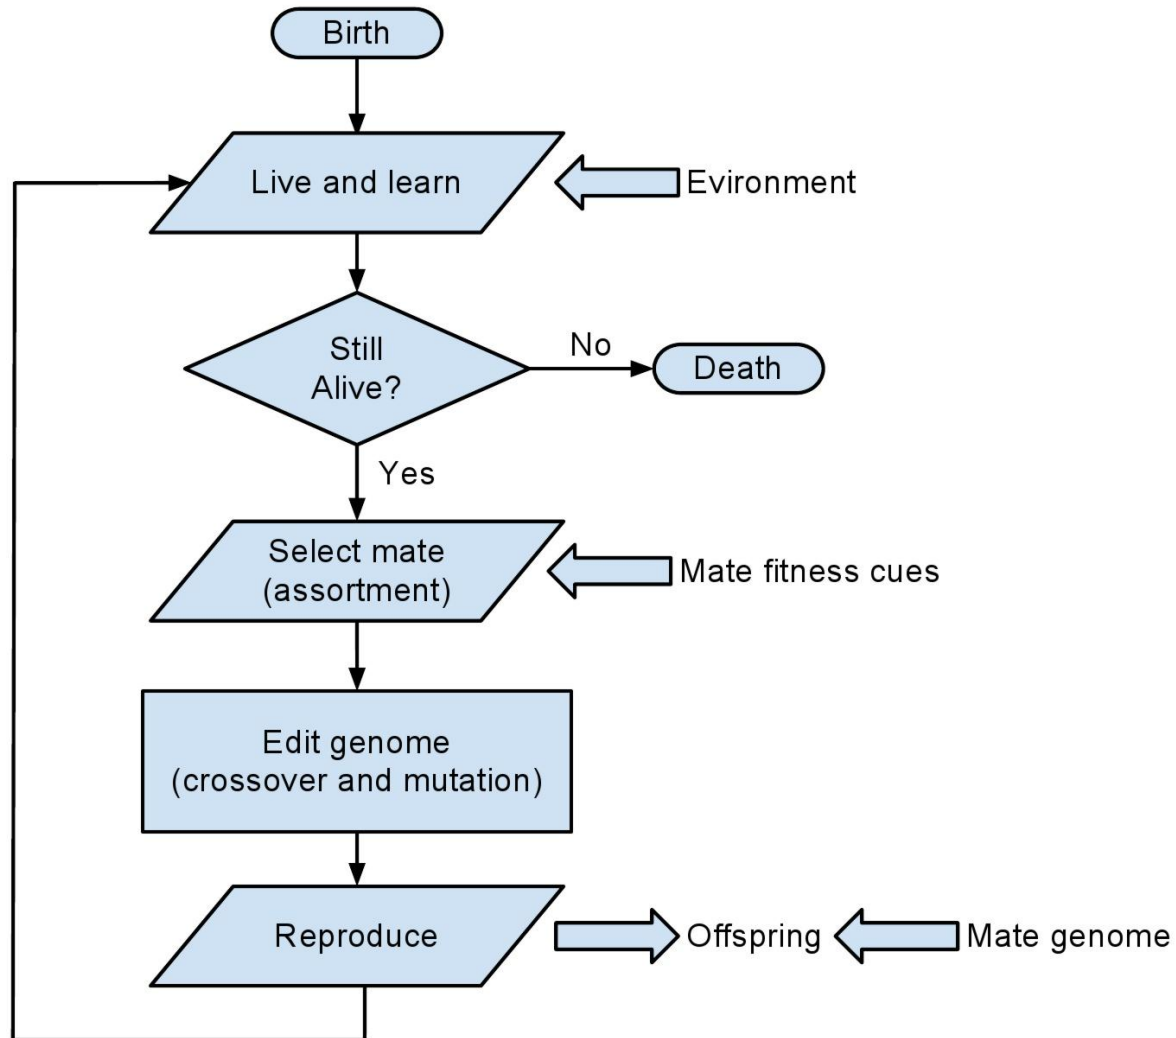 Birth
Live and learn
Evironment
Still
Alive?
No
Death
Yes
Select mate
(assortment)
Mate fitness cues
Edit genome
(crossover and mutation)
Reproduce
Offspring
Mate genome